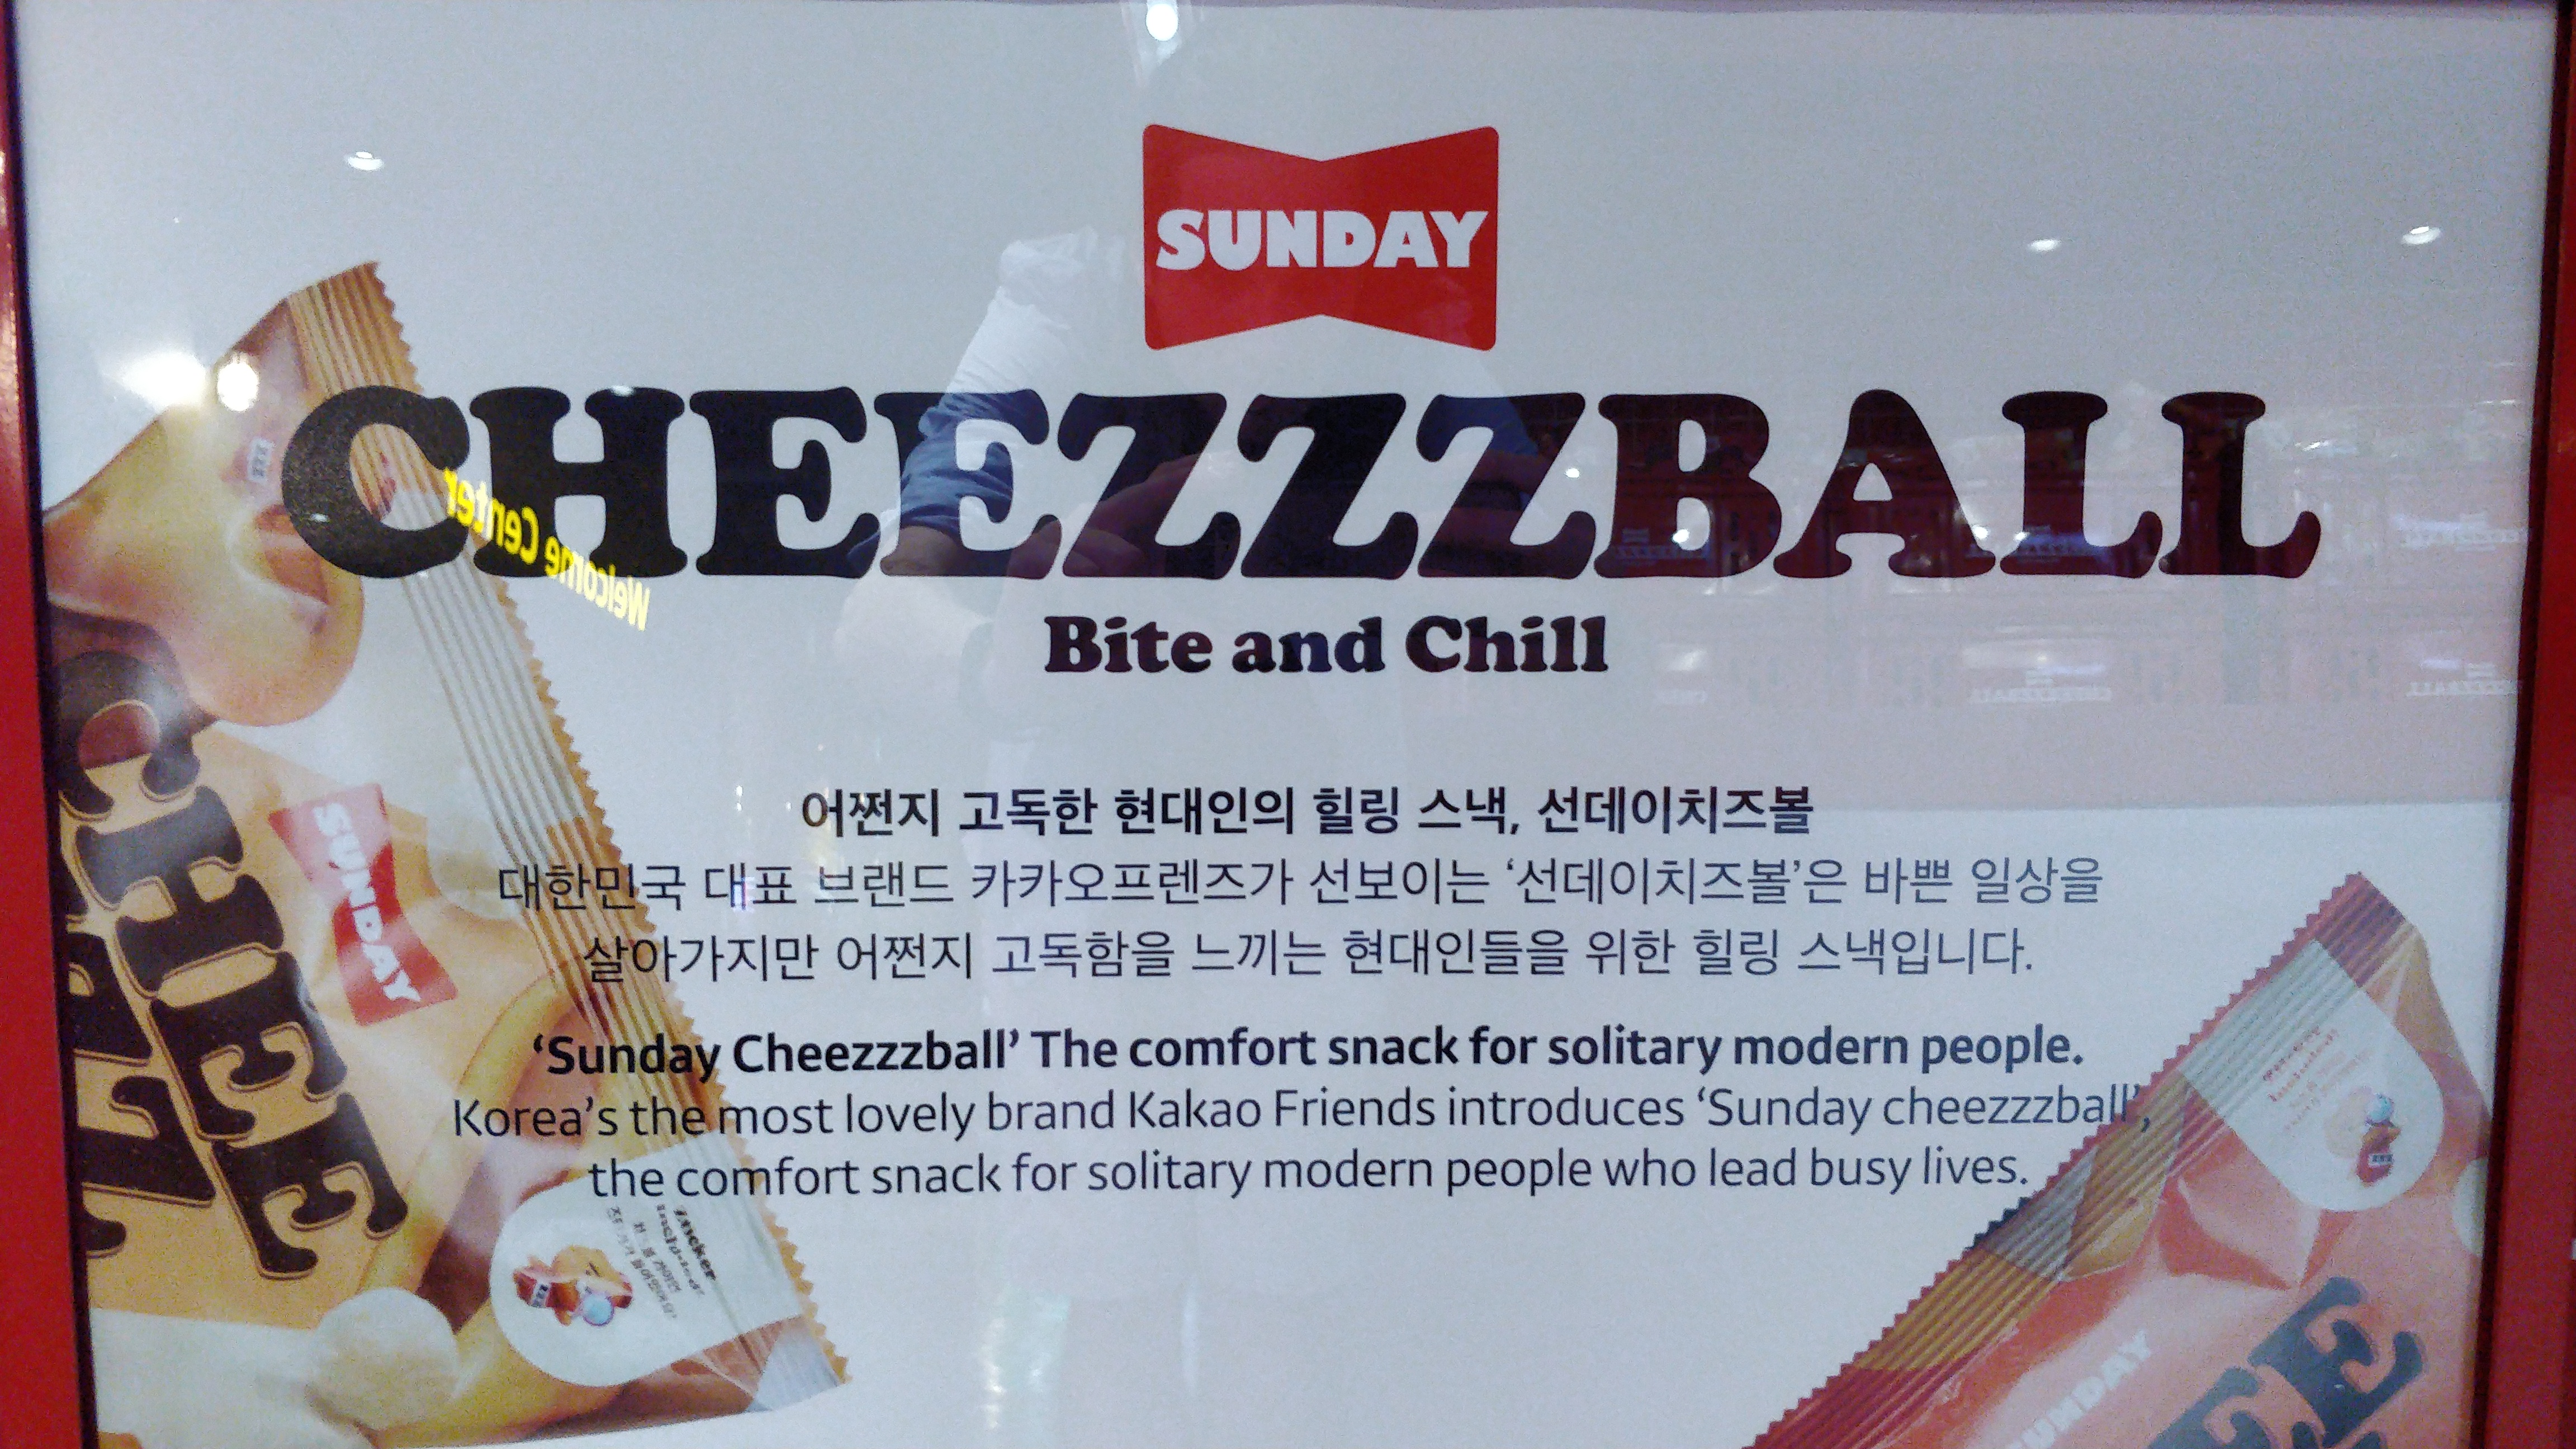 SUNDAY
CHEEZZZBALL
Bite and Chill
Welcome Center
어쩐지 고독한 현대인의 힐링 스낵, 선데이치즈볼
대한민국 대표 브랜드 카카오프렌즈가 선보이는 ‘선데이치즈볼’은 바쁜 일상을
살아가지만 어쩐지 고독함을 느끼는 현대인들을 위한 힐링 스낵입니다.
‘Sunday Cheezzzball’ The comfort snack for solitary modern people.
Korea’s the most lovely brand Kakao Friends introduces ‘Sunday cheezzzball’,
the comfort snack for solitary modern people who lead busy lives.
SUNDAY
CHEE
SUNDAY
EE